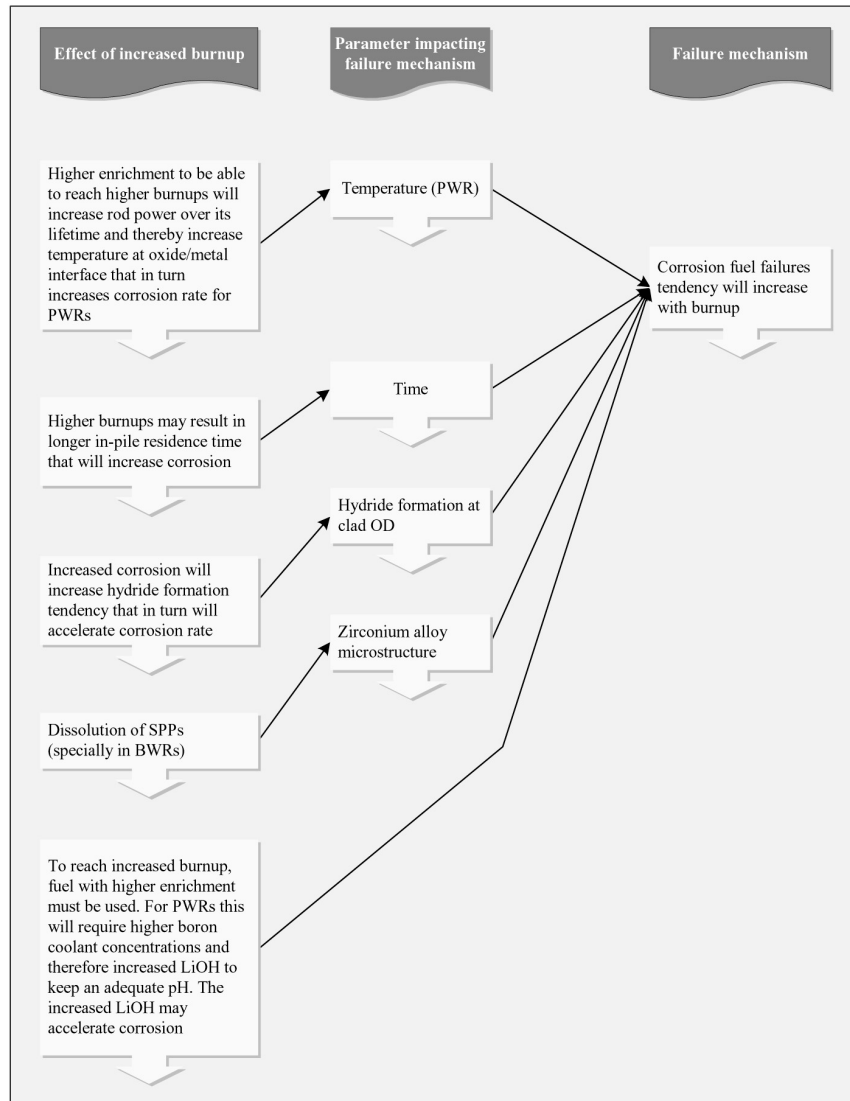 Effect of increased burnup
Parameter impacting
failure mechanism
Failure mechanism
Higher enrichment to be able
to reach higher burnups will
increase rod power over its
lifetime and thereby increase
temperature at oxide/metal
interface that in turn
increases corrosion rate for
PWRs
Temperature (PWR)
Corrosion fuel failures
tendency will increase
with burnup
Higher burnups may result in
longer in-pile residence time
that will increase corrosion
Time
Increased corrosion will
increase hydride formation
tendency that in turn will
accelerate corrosion rate
Hydride formation at
clad OD
Dissolution of SPPs
(specially in BWRs)
Zirconium alloy
microstructure
To reach increased burnup,
fuel with higher enrichment
must be used. For PWRs this
will require higher boron
coolant concentrations and
therefore increased LiOH to
keep an adequate pH. The
increased LiOH may
accelerate corrosion